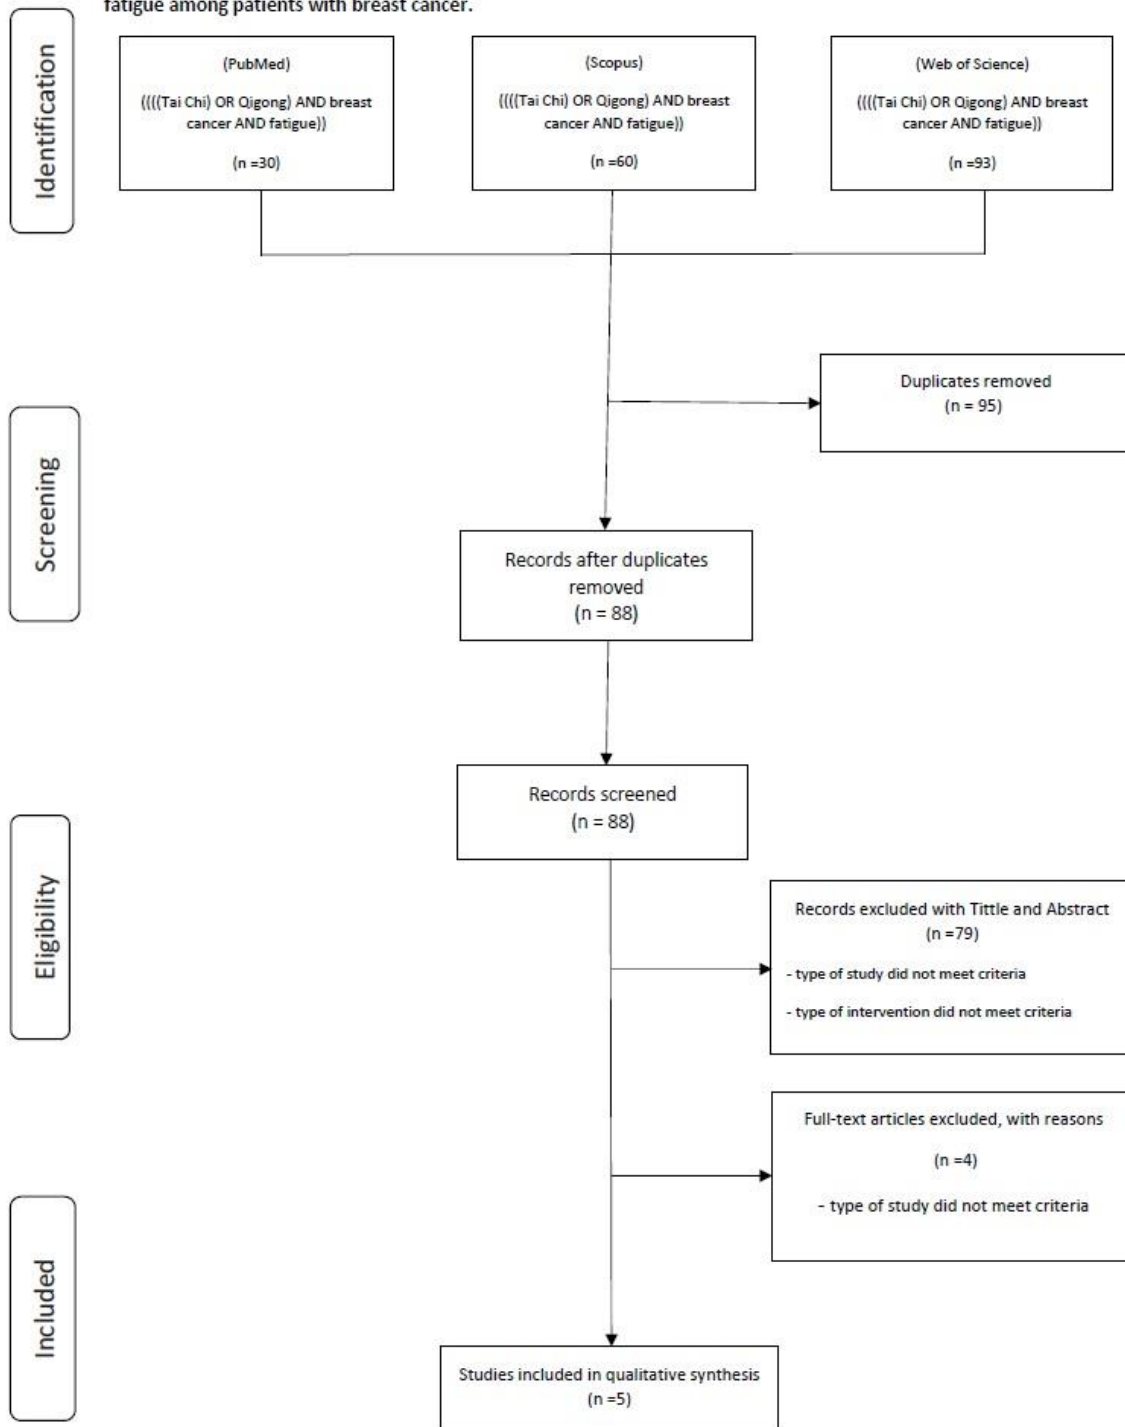 fatigue among patients with breast cancer.
Identification
(PubMed)
((((Tai Chi) OR Qigong) AND breast
cancer AND fatigue))
(n =30)
(Scopus)
((((Tai Chi) OR Qigong) AND breast
cancer AND fatigue))
(n =60)
(Web of Science)
((((Tai Chi) OR Qigong) AND breast
cancer AND fatigue))
(n =93)
Screening
Duplicates removed
(n = 95)
Records after duplicates
removed
(n = 88)
Records screened
(n = 88)
Eligibility
Records excluded with Tittle and Abstract
(n =79)
- type of study did not meet criteria
- type of intervention did not meet criteria
Full-text articles excluded, with reasons
(n =4)
- type of study did not meet criteria
Included
Studies included in qualitative synthesis
(n =5)